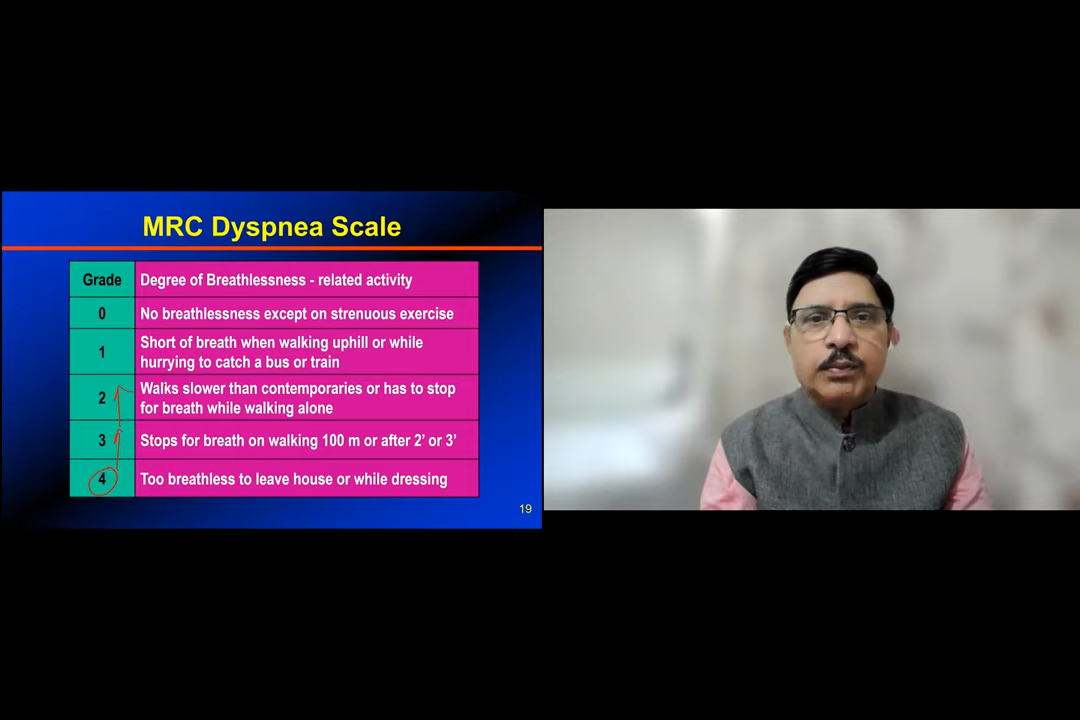 MRC Dyspnea Scale
Grade Degree of Breathlessness - related activity
0 No breathlessness except on strenuous exercise
1 Short of breath when walking uphill or while
hurrying to catch a bus or train
2 Walks slower than contemporaries or has to stop
for breath while walking alone
3 Stops for breath on walking 100 m or after 2’ or 3’
4 Too breathless to leave house or while dressing
19